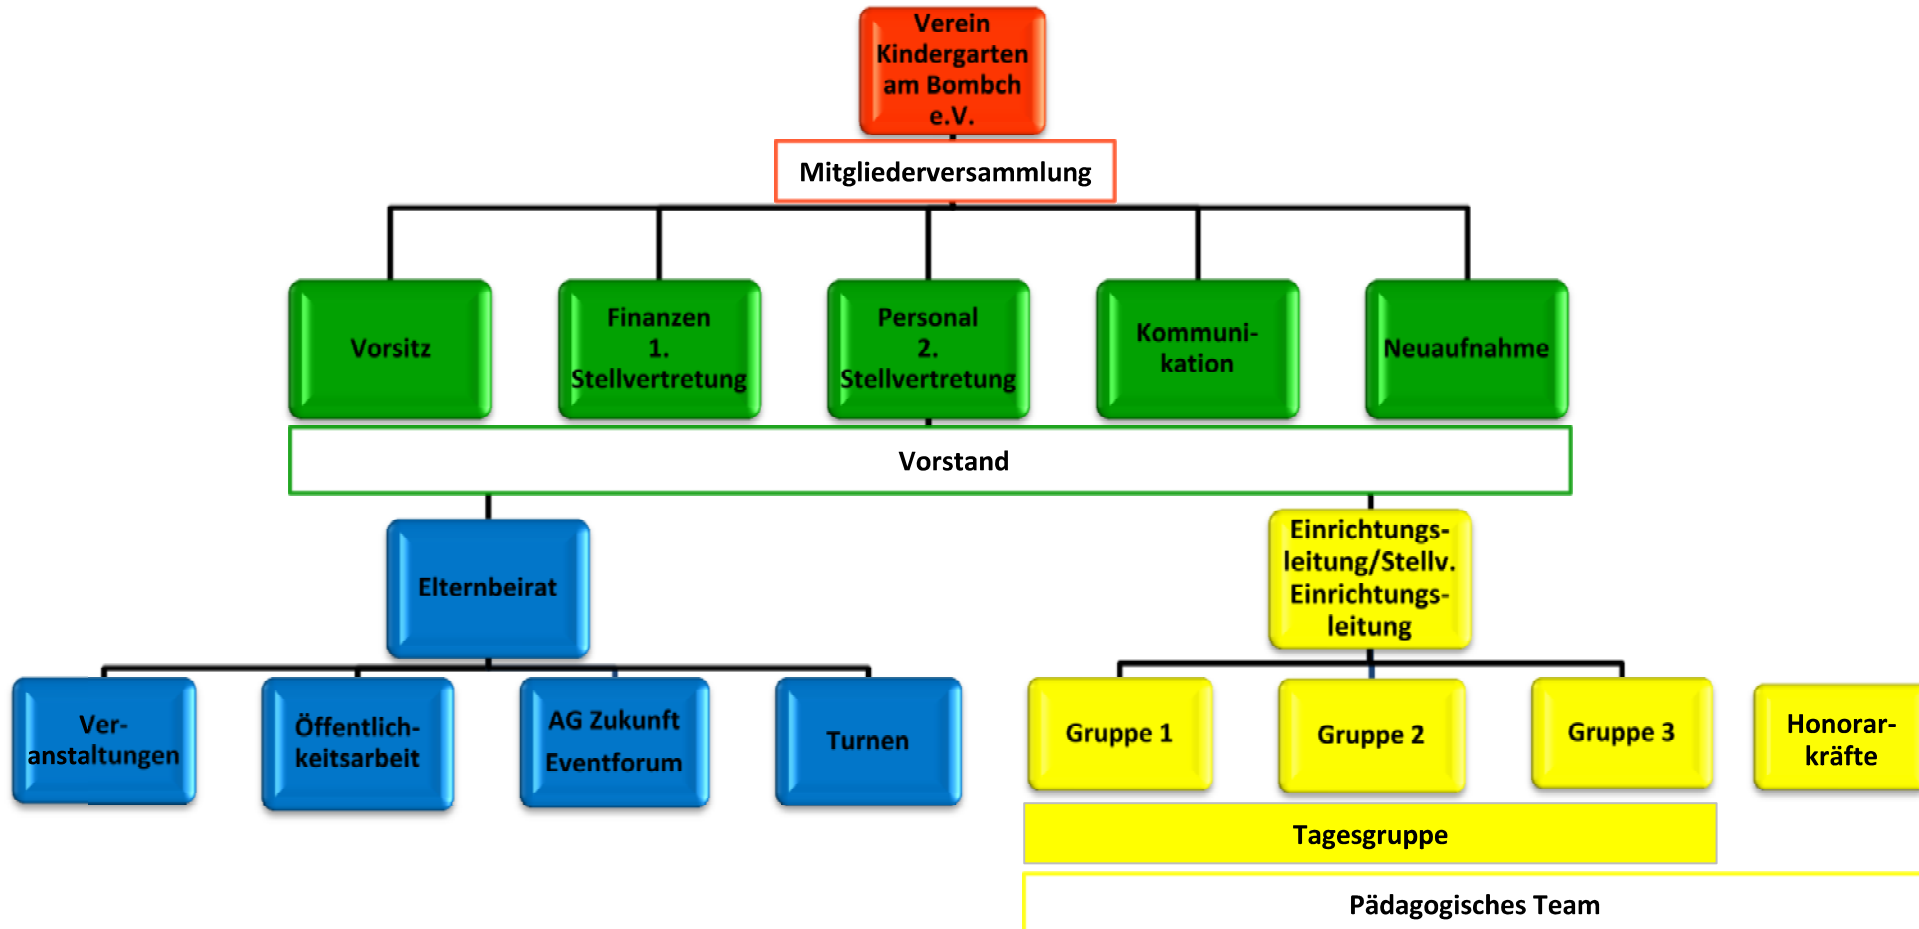 Verein
Kindergarten
am Bombch
e.V.
Mitgliederversammlung
Vorsitz
Finanzen
1.
Stellvertretung
Personal
2.
Stellvertretung
Kommuni-
kation
Neuaufnahme
Vorstand
Elternbeirat
Einrichtungs-
leitung/Stellv.
Einrichtungs-
leitung
Ver-
anstaltungen
Öffentlich-
keitsarbeit
AG Zukunft
Eventforum
Turnen
Gruppe 1
Gruppe 2
Gruppe 3
Honorar-
kräfte
Tagesgruppe
Pädagogisches Team